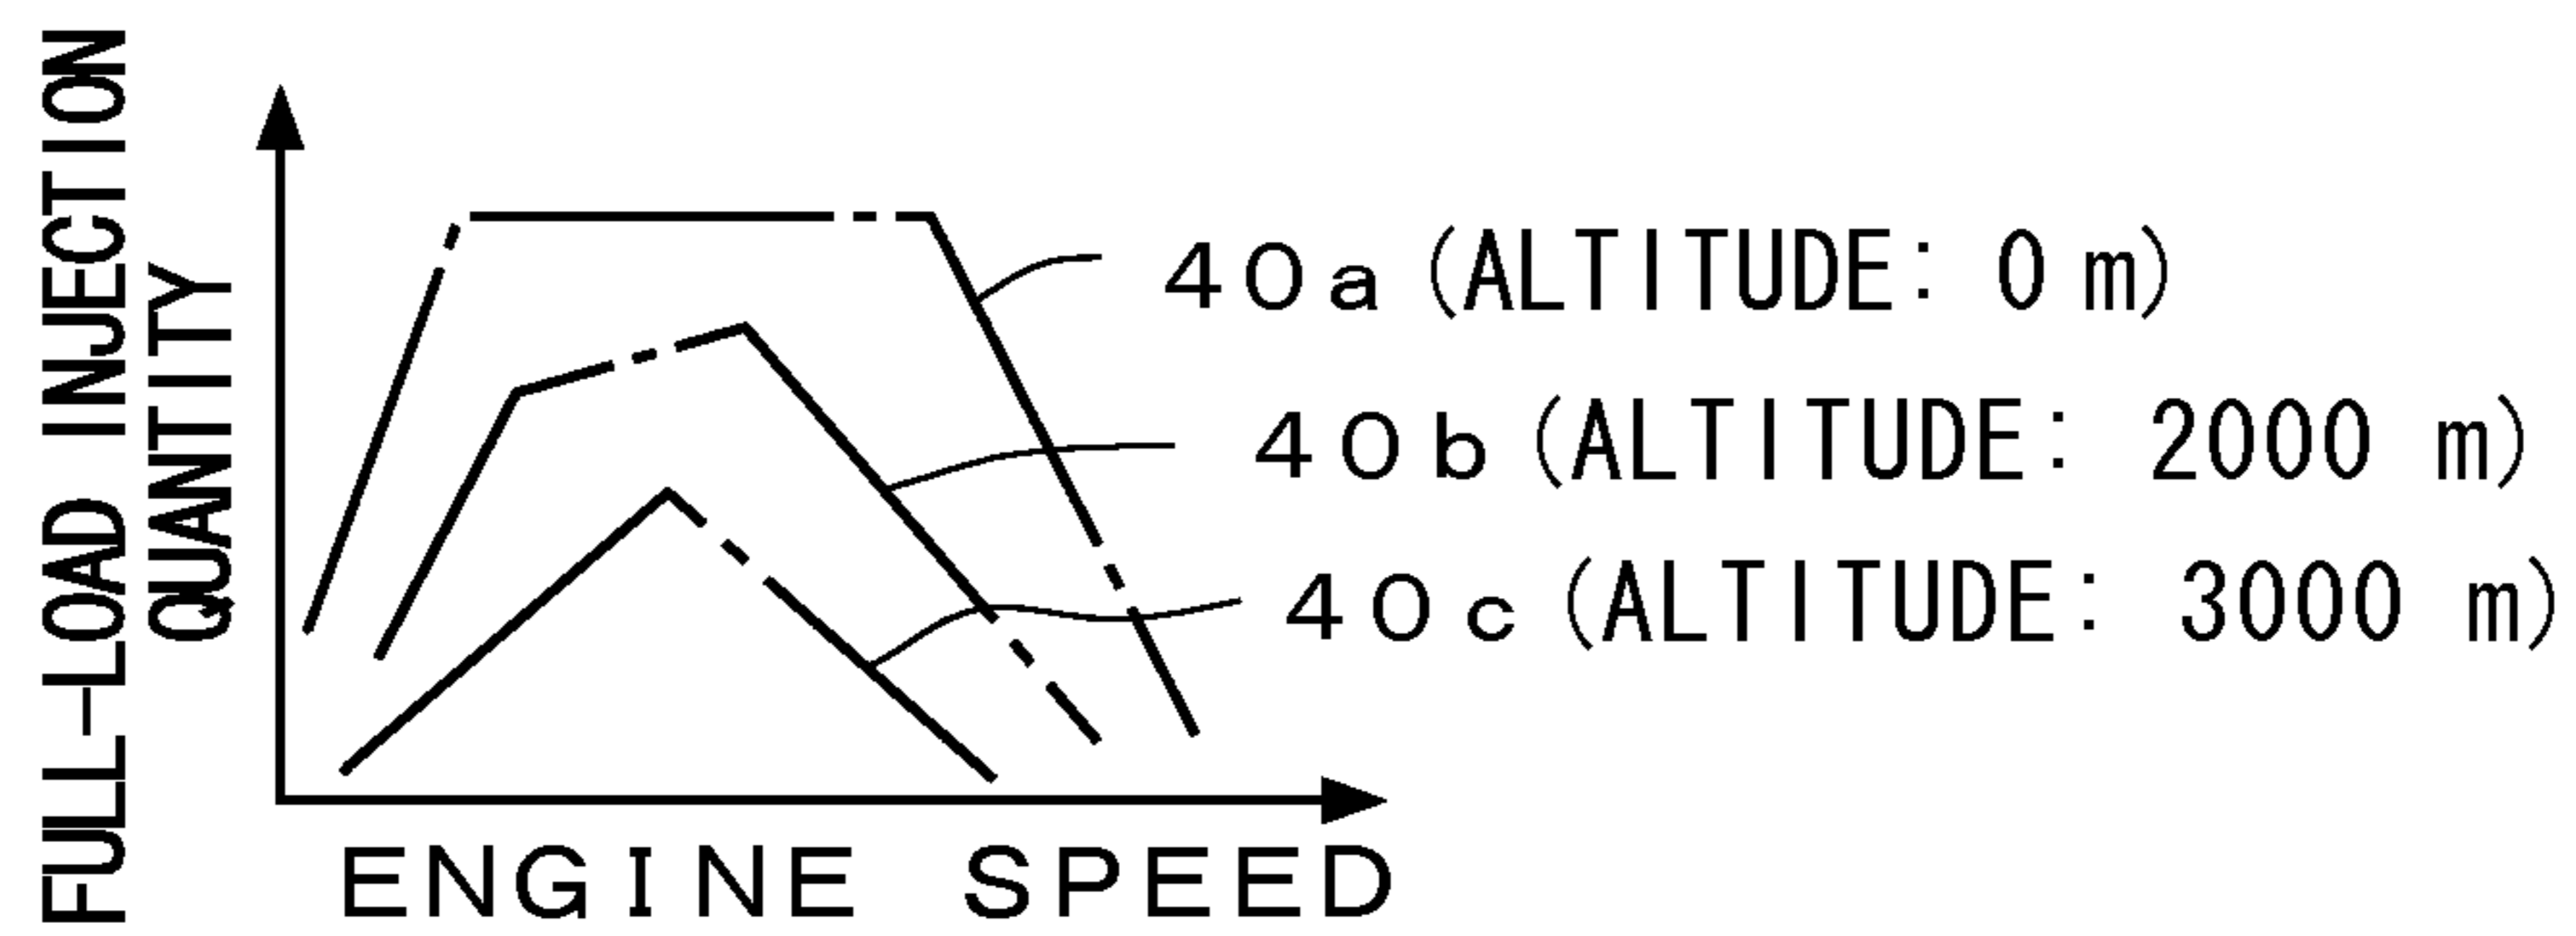 FULL-LOAD INJECTION
QUANTITY
40a (ALTITUDE: 0 m)
40b (ALTITUDE: 2000 m)
40c (ALTITUDE: 3000 m)
ENGINE SPEED